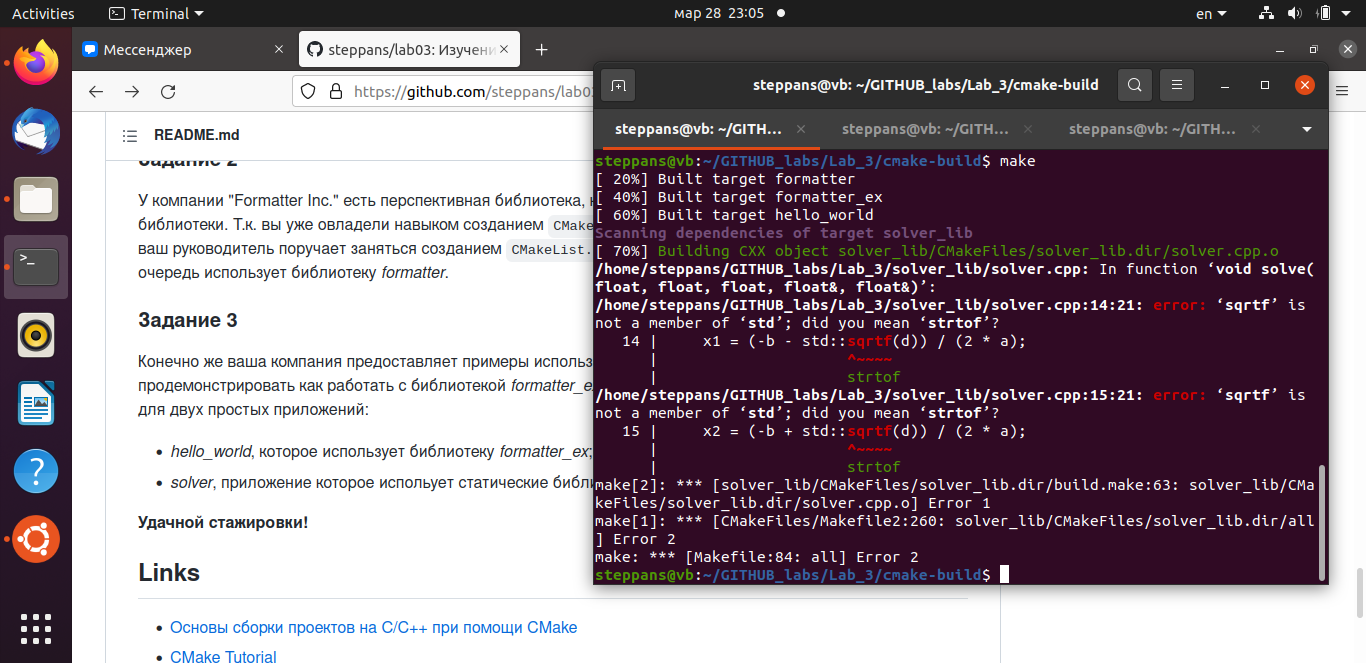 Activities
Terminal
мар 28 23:05
en
Мессенджер
steppans/lab03: Изучени
https://github.com/steppans/lab03
README.md
Задание 2
У компании "Formatter Inc." есть перспективная библиотека,
библиотеки. Т.к. вы уже овладели навыком созданием CMake
ваш руководитель поручает заняться созданием CMakeList.
очередь использует библиотеку formatter.
Задание 3
Конечно же ваша компания предоставляет примеры использ
продемонстрировать как работать с библиотекой formatter_ex
для двух простых приложений:
• hello_world, которое использует библиотеку formatter_ex;
• solver, приложение которое испольует статические библи
Удачной стажировки!
Links
• Основы сборки проектов на С/C++ при помощи CMake
• CMake Tutorial
steppans@vb: ~/GITHUB_labs/Lab_3/cmake-build
steppans@vb: ~/GITH...
steppans@vb: ~/GITH...
steppans@vb: ~/GITH...
steppans@vb:~/GITHUB_labs/Lab_3/cmake-build$ make
[ 20%] Built target formatter
[ 40%] Built target formatter_ex
[ 60%] Built target hello_world
Scanning dependencies of target solver_lib
[ 70%] Building CXX object solver_lib/CMakeFiles/solver_lib.dir/solver.cpp.o
/home/steppans/GITHUB_labs/Lab_3/solver_lib/solver.cpp: In function ‘void solve(
float, float, float, float&, float&)’:
/home/steppans/GITHUB_labs/Lab_3/solver_lib/solver.cpp:14:21: error: ‘sqrtf’ is
not a member of ‘std’; did you mean ‘strtof’?
14 | x1 = (-b - std::sqrtf(d)) / (2 * a);
| ^~~~~
| strtof
/home/steppans/GITHUB_labs/Lab_3/solver_lib/solver.cpp:15:21: error: ‘sqrtf’ is
not a member of ‘std’; did you mean ‘strtof’?
15 | x2 = (-b + std::sqrtf(d)) / (2 * a);
| ^~~~~
| strtof
make[2]: *** [solver_lib/CMakeFiles/solver_lib.dir/build.make:63: solver_lib/CMa
keFiles/solver_lib.dir/solver.cpp.o] Error 1
make[1]: *** [CMakeFiles/Makefile2:260: solver_lib/CMakeFiles/solver_lib.dir/all
] Error 2
make: *** [Makefile:84: all] Error 2
steppans@vb:~/GITHUB_labs/Lab_3/cmake-build$